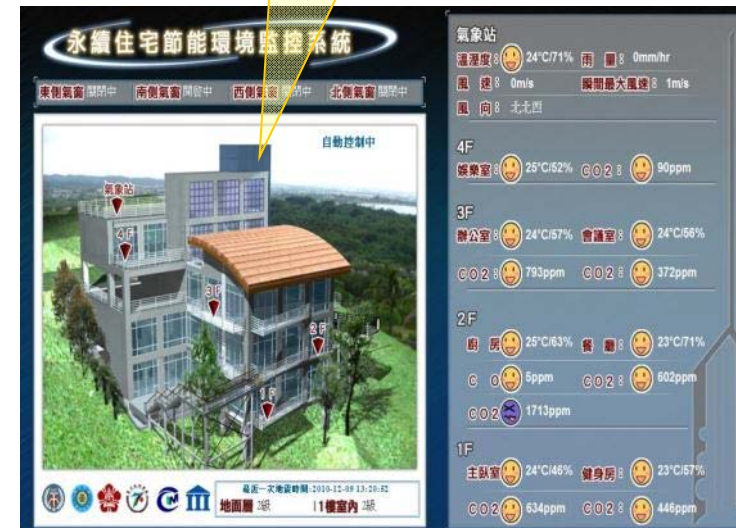 永續住宅節能環境監控系統
東側氣窗 關閉中 南側氣窗 關閉中 西側氣窗 關閉中 北側氣窗 關閉中
自動控制中
氣象站
4F
3F
2F
1F
最近一次地震時間:2010-12-09 13:20:52
地面層 2級 11樓室內 2級
氣象站
溫溼度: 24°C/71% 雨 量: 0mm/hr
風 速: 0m/s 瞬間最大風速: 1m/s
風 向: 北北西
4F
娛樂室: 25°C/52% CO2: 90ppm
3F
辦公室: 24°C/57% 會議室: 24°C/56%
CO2: 793ppm CO2: 372ppm
2F
廚 房: 25°C/63% 餐 廳: 23°C/71%
C O: 5ppm CO2: 602ppm
CO2 1713ppm
1F
主臥室: 24°C/46% 健身房: 23°C/57%
CO2: 634ppm CO2: 446ppm